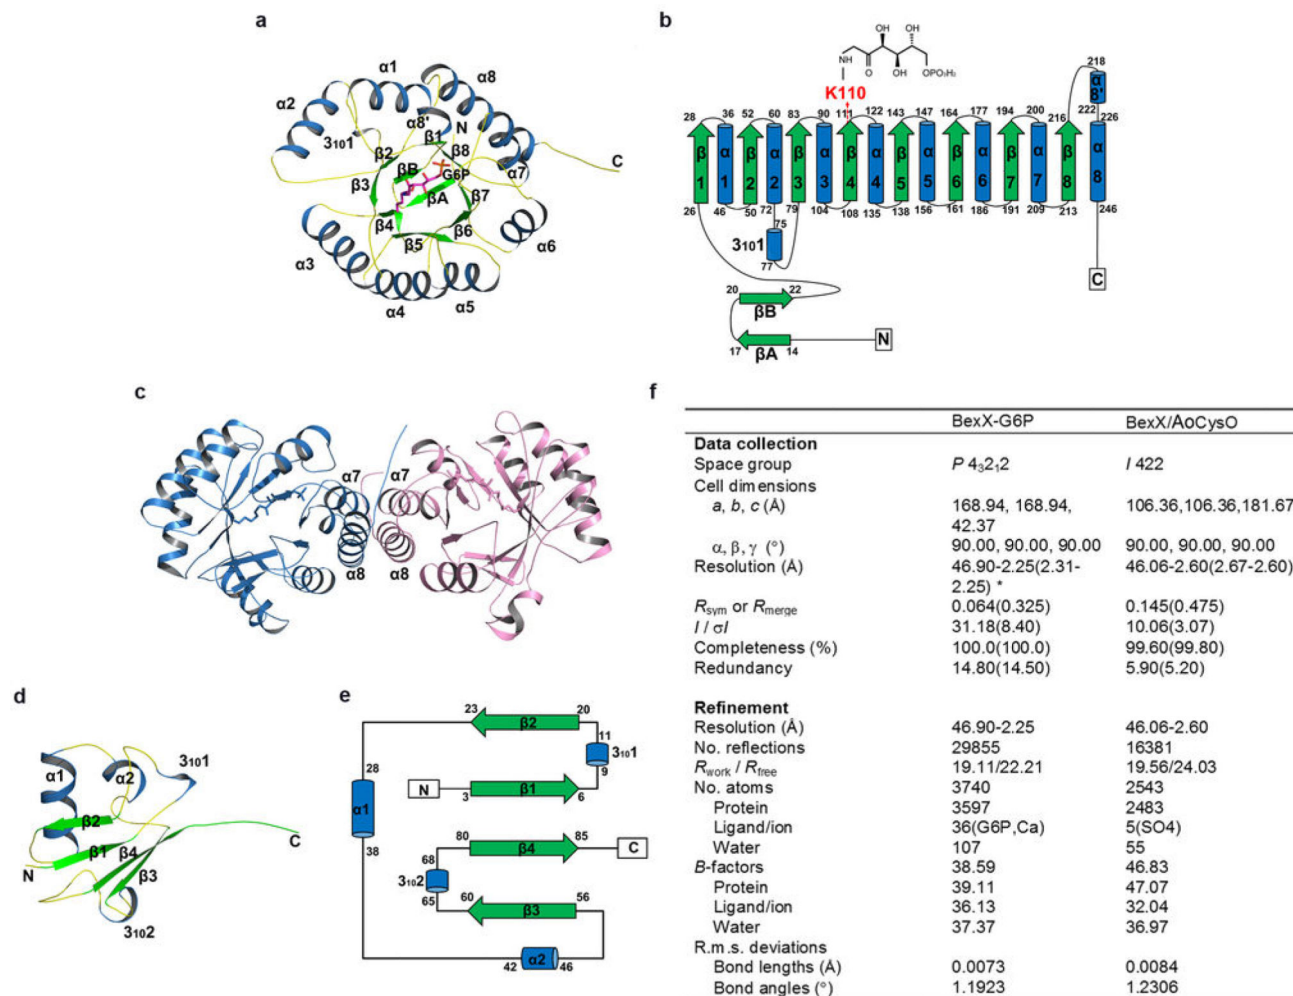 a
α1
α8
α2
α8'
N
3₁₀1
β1
β2
β8
C
βB
G6P
α7
β3
βA
β7
β4
β6
β5
α6
α3
α5
α4
b
OH
OH
NH
O
OH
OPO₃H₂
K110
218
α8'
28
36
52
60
83
90
111
122
143
147
164
177
194
200
216
222
226
β1
α1
β2
α2
β3
α3
β4
α4
β5
α5
β6
α6
β7
α7
β8
α8
26
46
50
72
79
104
108
135
138
156
161
186
191
209
213
246
75
3₁₀1
77
C
20
22
βB
N
17
14
βA
c
α7
α7
α8
α8
d
3₁₀1
α1
α2
β2
β1
β4
C
N
β3
3₁₀2
e
23
20
β2
11
3₁₀1
28
9
N
β1
3
6
α1
80
85
β4
C
38
68
3₁₀2
65
60
56
β3
α2
42
46
f
BexX-G6P BexX/AoCysO
Data collection
Space group P 4₃2₁2 I 422
Cell dimensions
a, b, c (Å) 168.94, 168.94, 106.36,106.36,181.67
42.37
α, β, γ (°) 90.00, 90.00, 90.00 90.00, 90.00, 90.00
Resolution (Å) 46.90-2.25(2.31- 46.06-2.60(2.67-2.60)
2.25) *
Rsym or Rmerge 0.064(0.325) 0.145(0.475)
I / σI 31.18(8.40) 10.06(3.07)
Completeness (%) 100.0(100.0) 99.60(99.80)
Redundancy 14.80(14.50) 5.90(5.20)
Refinement
Resolution (Å) 46.90-2.25 46.06-2.60
No. reflections 29855 16381
Rwork / Rfree 19.11/22.21 19.56/24.03
No. atoms 3740 2543
Protein 3597 2483
Ligand/ion 36(G6P,Ca) 5(SO4)
Water 107 55
B-factors 38.59 46.83
Protein 39.11 47.07
Ligand/ion 36.13 32.04
Water 37.37 36.97
R.m.s. deviations
Bond lengths (Å) 0.0073 0.0084
Bond angles (°) 1.1923 1.2306